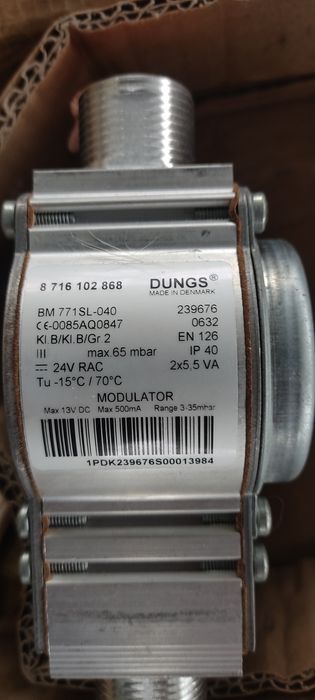 8 716 102 868 DUNGS®
MADE IN DENMARK
BM 771SL-040 239676
CE-0085AQ0847 0632
Kl.B/Kl.B/Gr 2 EN 126
III max.65 mbar IP 40
⎓ 24V RAC 2x5,5 VA
Tu -15°C / 70°C
MODULATOR
Max 13V DC Max 500mA Range 3-35mbar
1PDK239676S00013984